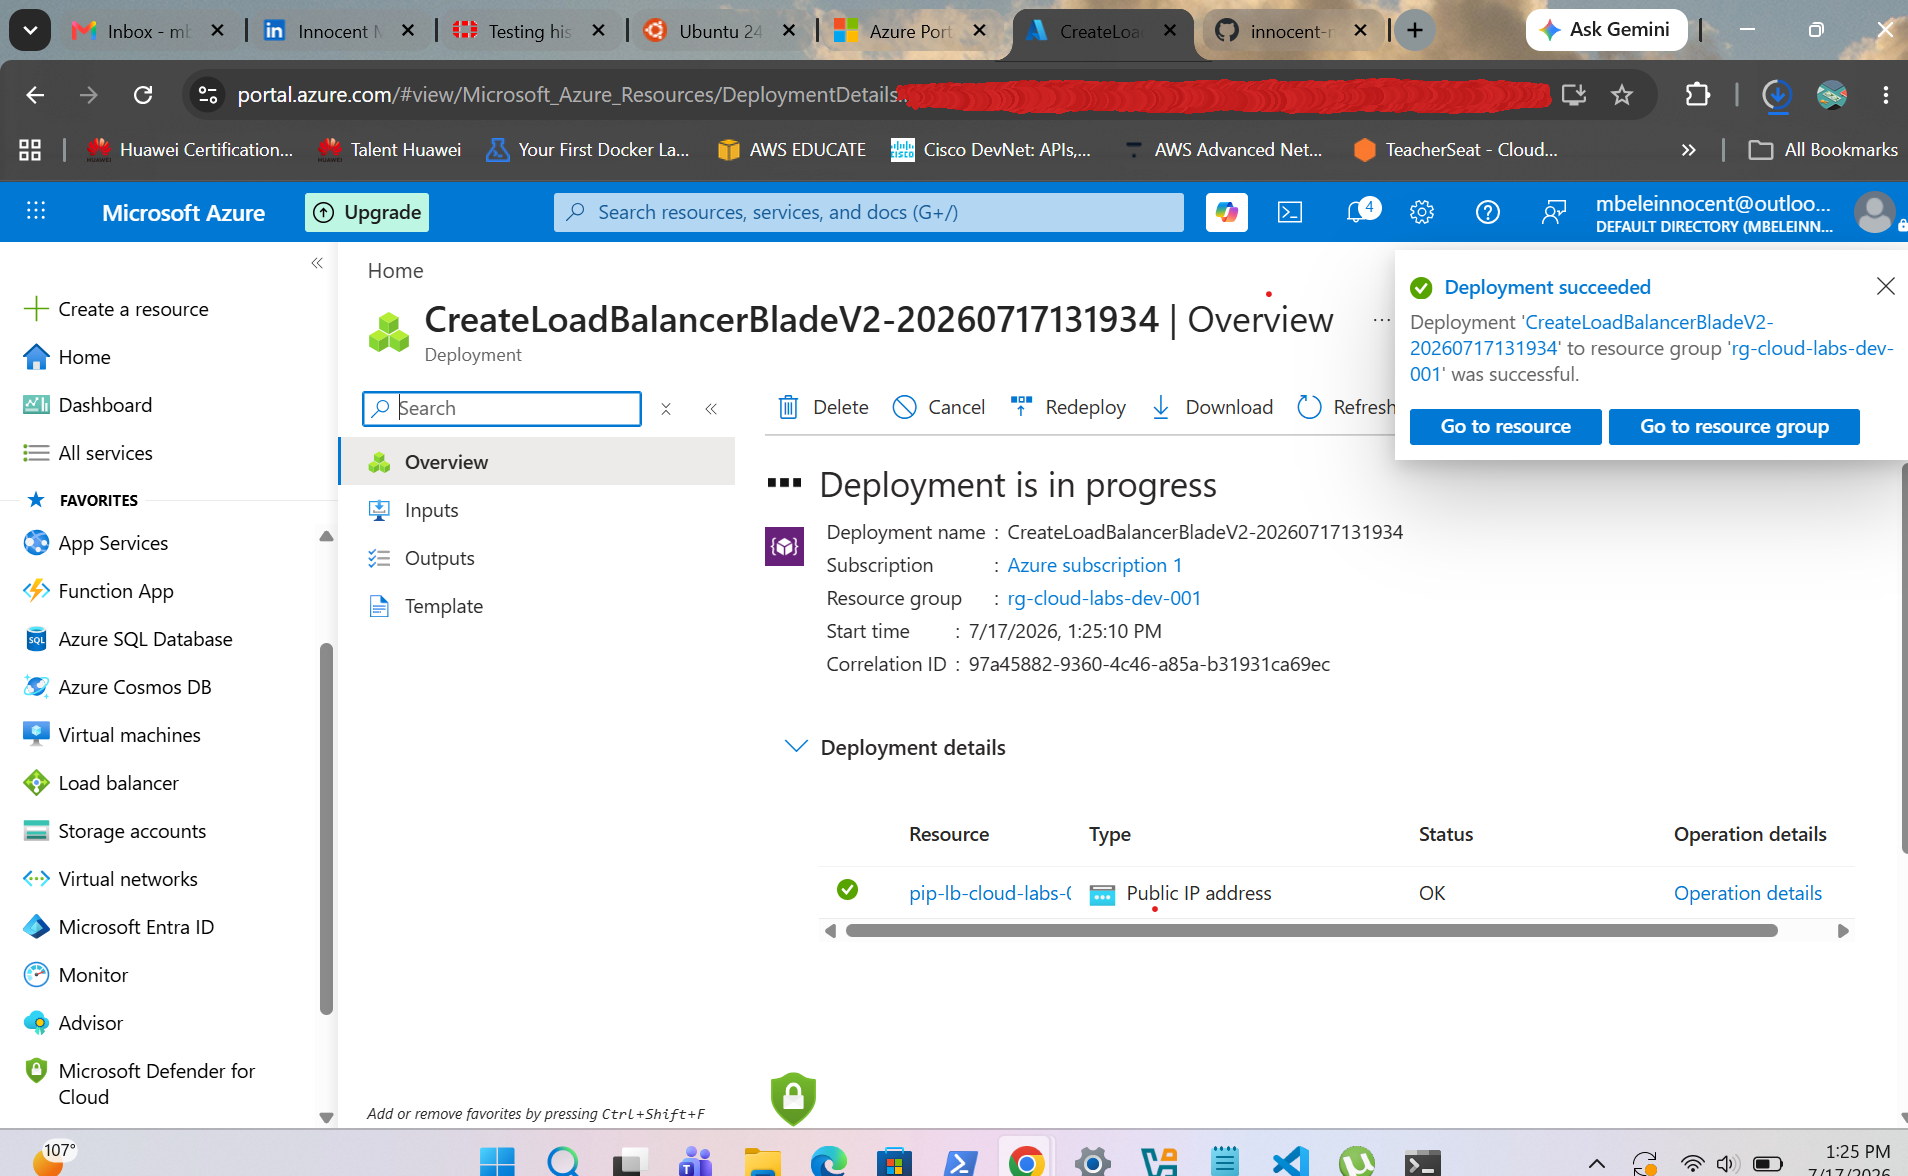 Inbox - mb
Innocent M
Testing his
Ubuntu 24
Azure Port
CreateLoa
innocent-r
Ask Gemini
portal.azure.com/#view/Microsoft_Azure_Resources/DeploymentDetails
Huawei Certification...
Talent Huawei
Your First Docker La...
AWS EDUCATE
Cisco DevNet: APIs,...
AWS Advanced Net...
TeacherSeat - Cloud...
»
All Bookmarks
Microsoft Azure
Upgrade
Search resources, services, and docs (G+/)
4
mbeleinnocent@outloo...
DEFAULT DIRECTORY (MBELEINN...
Create a resource
Home
Dashboard
All services
FAVORITES
App Services
Function App
Azure SQL Database
Azure Cosmos DB
Virtual machines
Load balancer
Storage accounts
Virtual networks
Microsoft Entra ID
Monitor
Advisor
Microsoft Defender for
Cloud
Home
CreateLoadBalancerBladeV2-20260717131934 | Overview
Deployment
Search
Overview
Inputs
Outputs
Template
Add or remove favorites by pressing Ctrl+Shift+F
Delete
Cancel
Redeploy
Download
Refresh
Deployment succeeded
Deployment 'CreateLoadBalancerBladeV2-
20260717131934' to resource group 'rg-cloud-labs-dev-
001' was successful.
Go to resource
Go to resource group
Deployment is in progress
Deployment name : CreateLoadBalancerBladeV2-20260717131934
Subscription : Azure subscription 1
Resource group : rg-cloud-labs-dev-001
Start time : 7/17/2026, 1:25:10 PM
Correlation ID : 97a45882-9360-4c46-a85a-b31931ca69ec
Deployment details
Resource Type Status Operation details
pip-lb-cloud-labs- Public IP address OK Operation details
107°
1:25 PM
7/17/2026